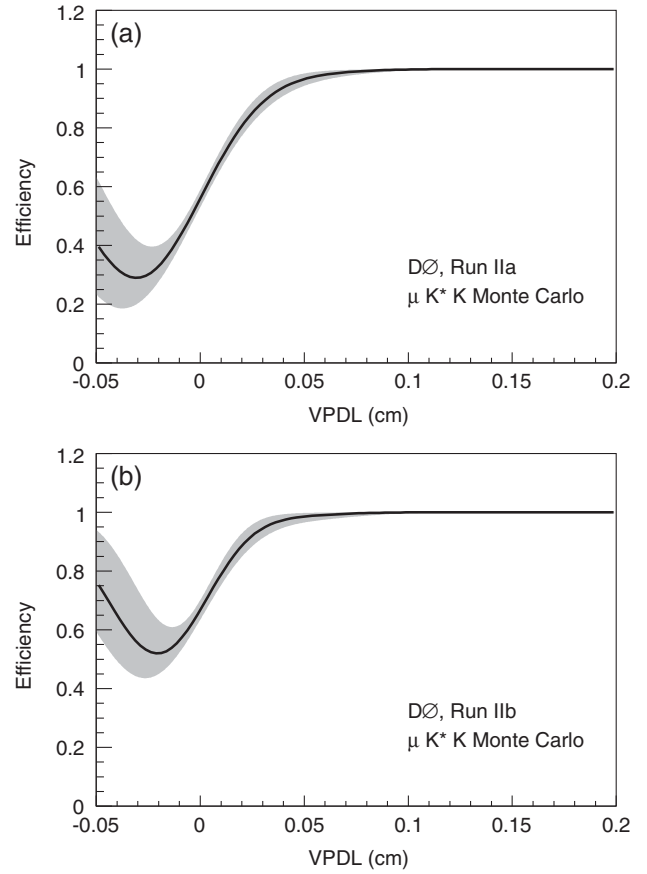 (a)
1.2
1
0.8
0.6
0.4
0.2
0
Efficiency
DØ, Run IIa
μ K* K Monte Carlo
-0.05 0 0.05 0.1 0.15 0.2
VPDL (cm)
(b)
1.2
1
0.8
0.6
0.4
0.2
0
Efficiency
DØ, Run IIb
μ K* K Monte Carlo
-0.05 0 0.05 0.1 0.15 0.2
VPDL (cm)